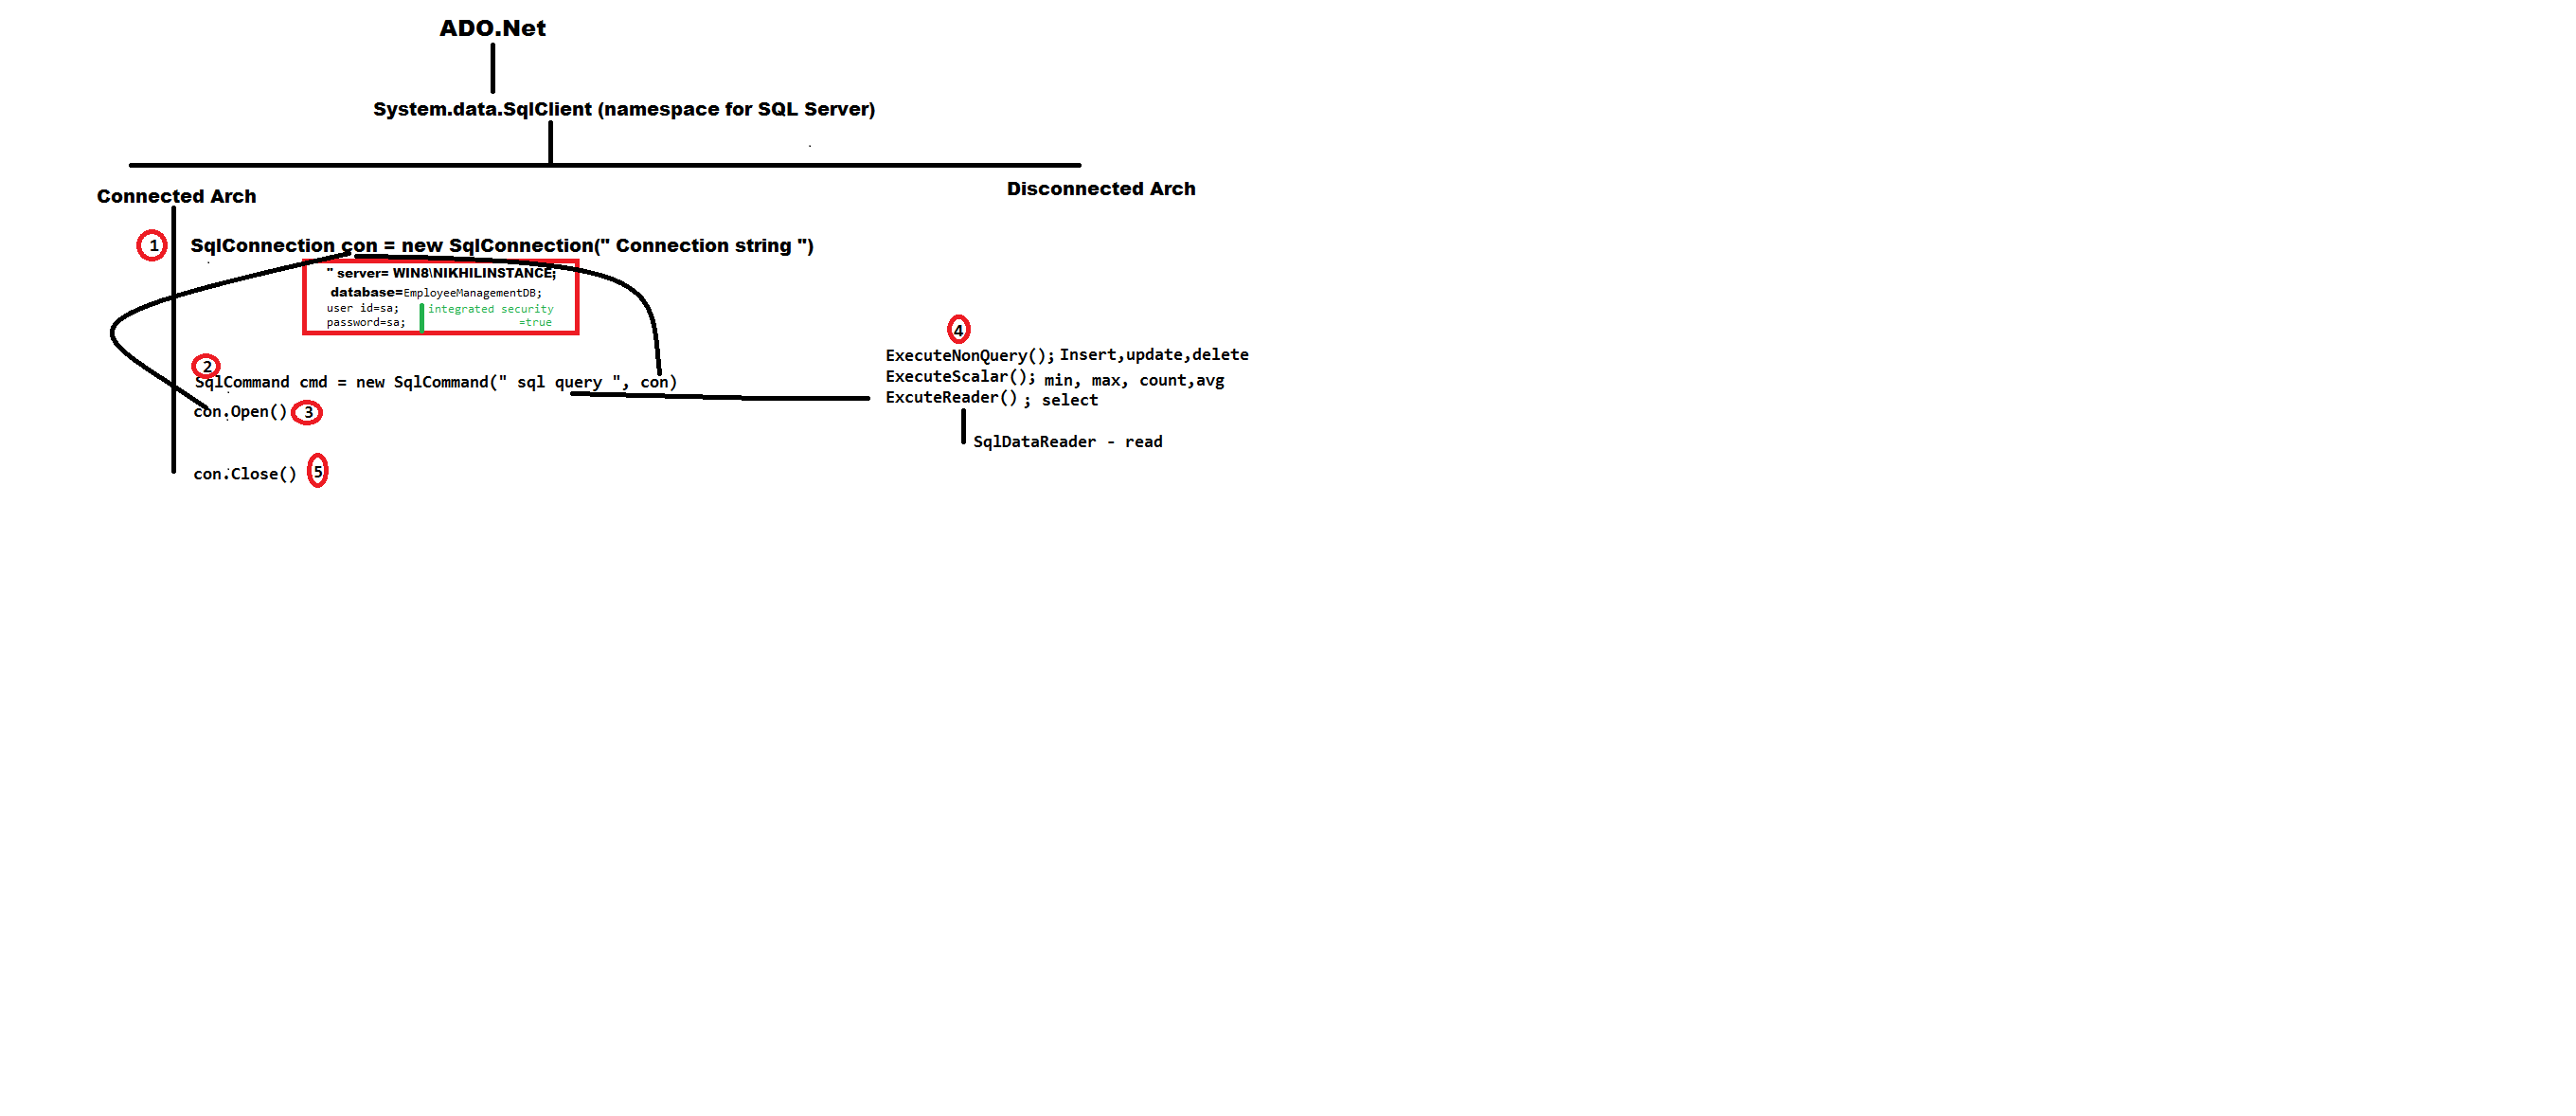 ADO.Net
System.data.SqlClient (namespace for SQL Server)
Connected Arch
Disconnected Arch
1
SqlConnection con = new SqlConnection(" Connection string ")
" server= WIN8\NIKHILINSTANCE;
database=EmployeeManagementDB;
user id=sa;
password=sa;
integrated security
=true
2
SqlCommand cmd = new SqlCommand(" sql query ", con)
con.Open() 3
con.Close() 5
4
ExecuteNonQuery(); Insert,update,delete
ExecuteScalar(); min, max, count,avg
ExcuteReader() ; select
SqlDataReader - read